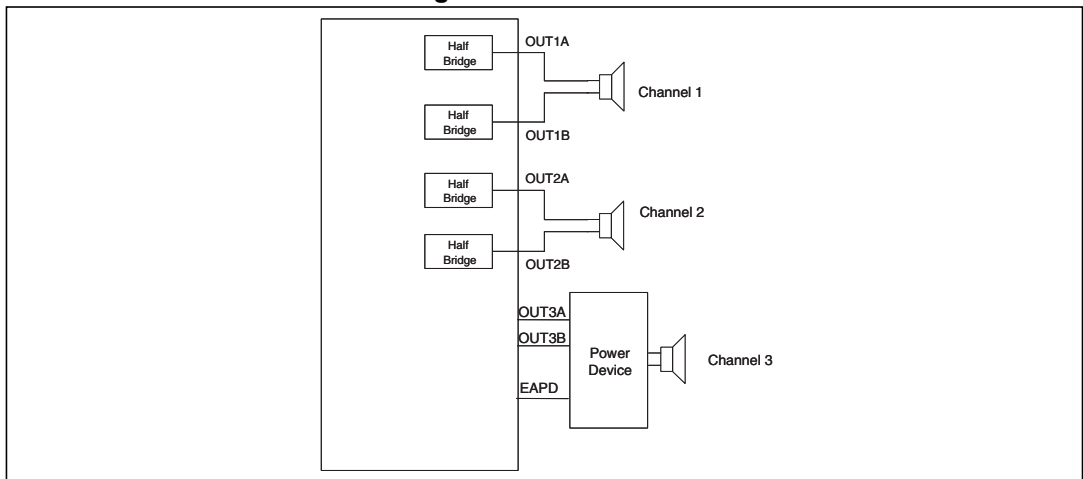 Half
Bridge
OUT1A
Channel 1
Half
Bridge
OUT1B
Half
Bridge
OUT2A
Channel 2
Half
Bridge
OUT2B
OUT3A
OUT3B
Power
Device
Channel 3
EAPD